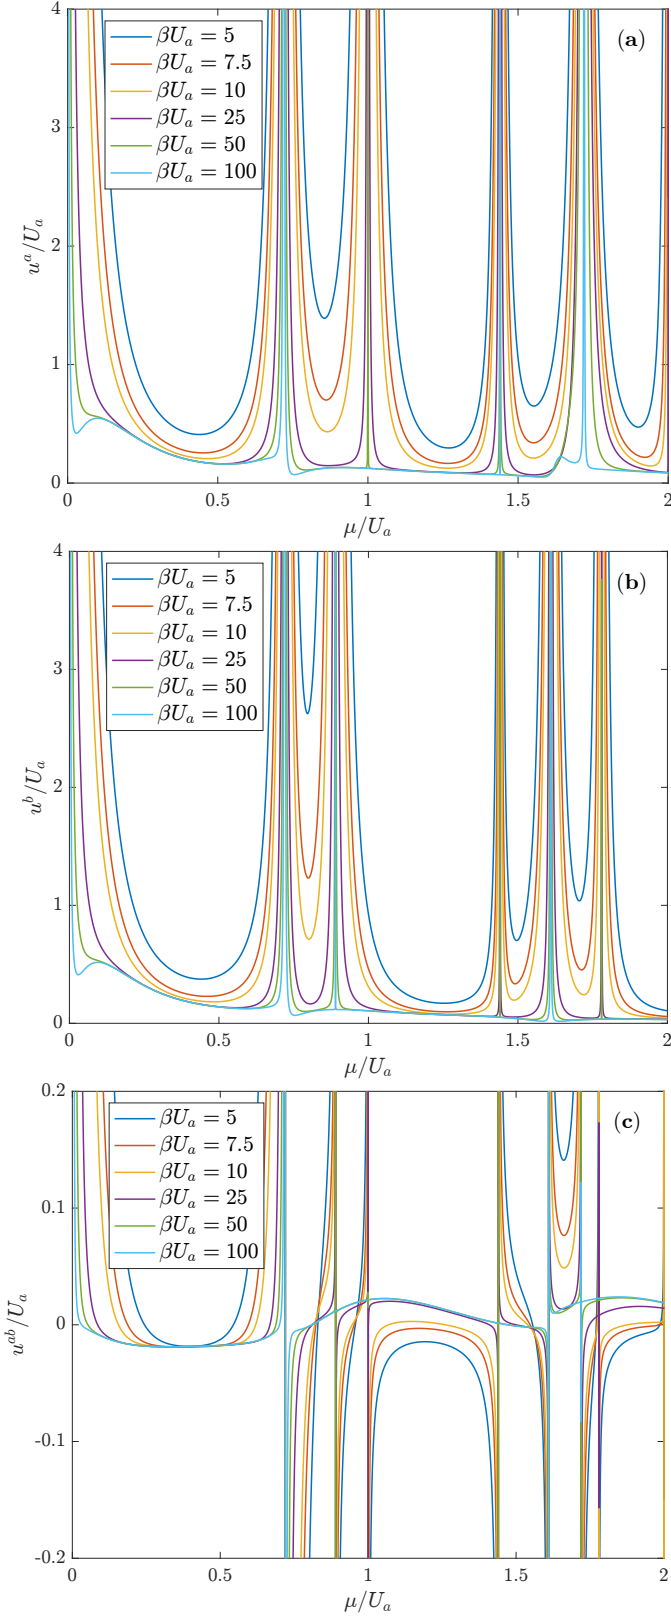 4
3
2
1
0
u^a/U_a
βU_a = 5
βU_a = 7.5
βU_a = 10
βU_a = 25
βU_a = 50
βU_a = 100
(a)
0 0.5 1 1.5 2
μ/U_a
4
3
2
1
0
u^b/U_a
βU_a = 5
βU_a = 7.5
βU_a = 10
βU_a = 25
βU_a = 50
βU_a = 100
(b)
0 0.5 1 1.5 2
μ/U_a
0.2
0.1
0
-0.1
-0.2
u^{ab}/U_a
βU_a = 5
βU_a = 7.5
βU_a = 10
βU_a = 25
βU_a = 50
βU_a = 100
(c)
0 0.5 1 1.5 2
μ/U_a